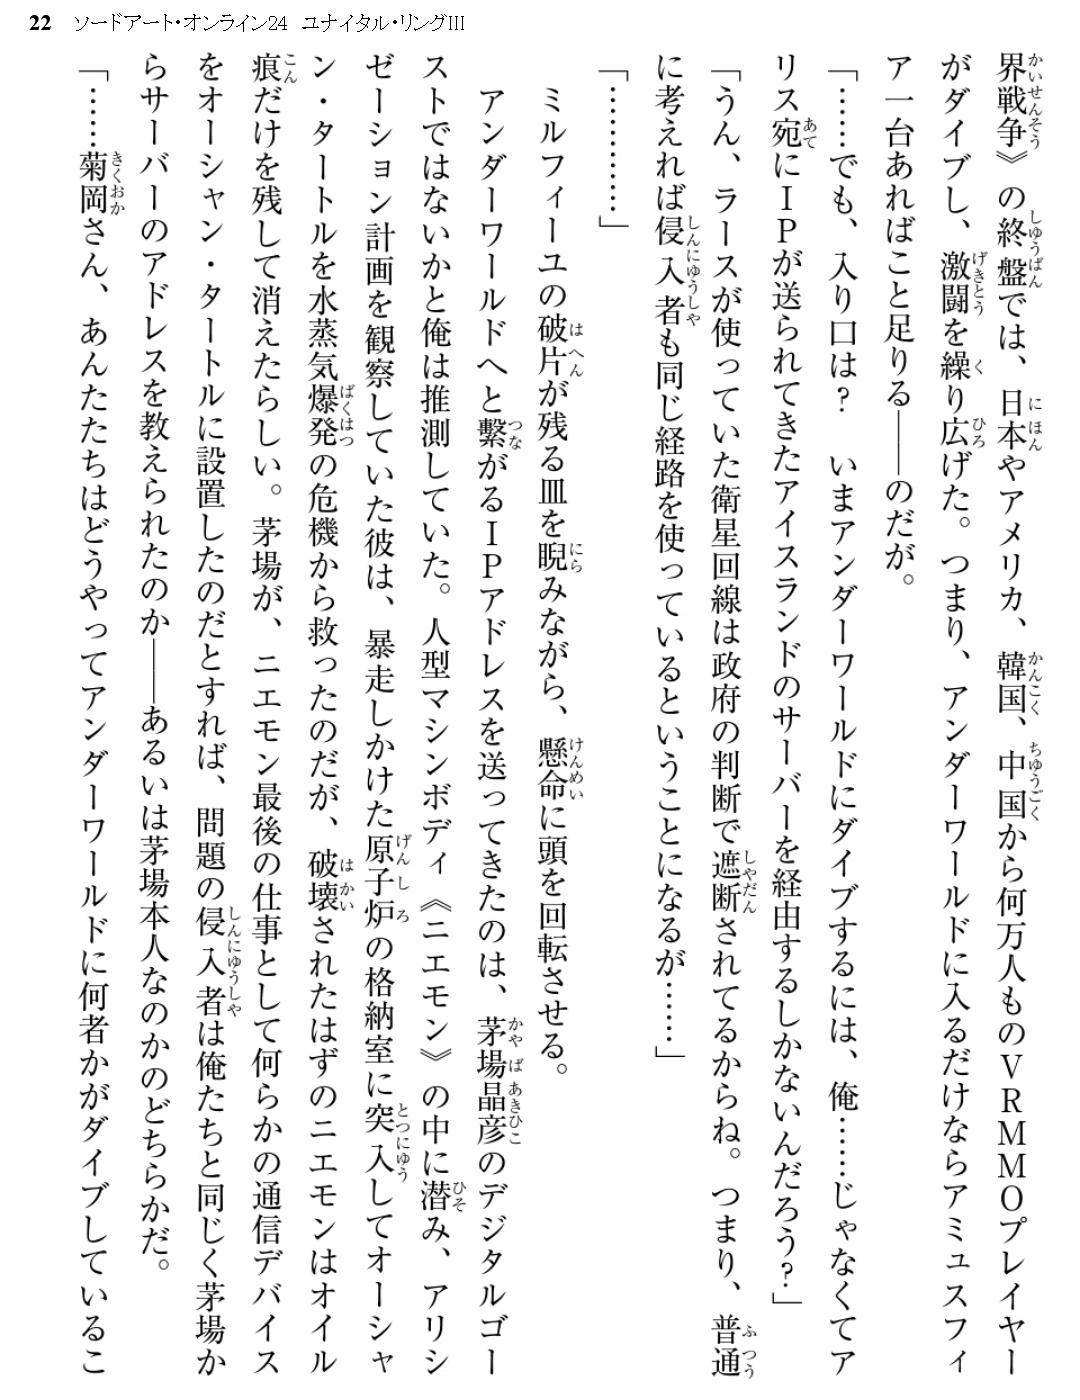 22 ソードアート・オンライン24 ユナイタル・リングIII
界戦争》の終盤では、日本やアメリカ、韓国、中国から何万人ものＶＲＭＭＯプレイヤー
がダイブし、激闘を繰り広げた。つまり、アンダーワールドに入るだけならアミュスフィ
ア一台あればこと足りる――のだが。
「……でも、入り口は？　いまアンダーワールドにダイブするには、俺……じゃなくてア
リス宛にＩＰが送られてきたアイスランドのサーバーを経由するしかないんだろう？」
「うん、ラースが使っていた衛星回線は政府の判断で遮断されてるからね。つまり、普通
に考えれば侵入者も同じ経路を使っているということになるが……」
「…………」
ミルフィーユの破片が残る皿を睨みながら、懸命に頭を回転させる。
アンダーワールドへと繫がるＩＰアドレスを送ってきたのは、茅場晶彦のデジタルゴー
ストではないかと俺は推測していた。人型マシンボディ《ニエモン》の中に潜み、アリシ
ゼーション計画を観察していた彼は、暴走しかけた原子炉の格納室に突入してオーシャ
ン・タートルを水蒸気爆発の危機から救ったのだが、破壊されたはずのニエモンはオイル
痕だけを残して消えたらしい。茅場が、ニエモン最後の仕事として何らかの通信デバイス
をオーシャン・タートルに設置したのだとすれば、問題の侵入者は俺たちと同じく茅場か
らサーバーのアドレスを教えられたのか――あるいは茅場本人なのかのどちらかだ。
「……菊岡さん、あんたたちはどうやってアンダーワールドに何者かがダイブしているこ